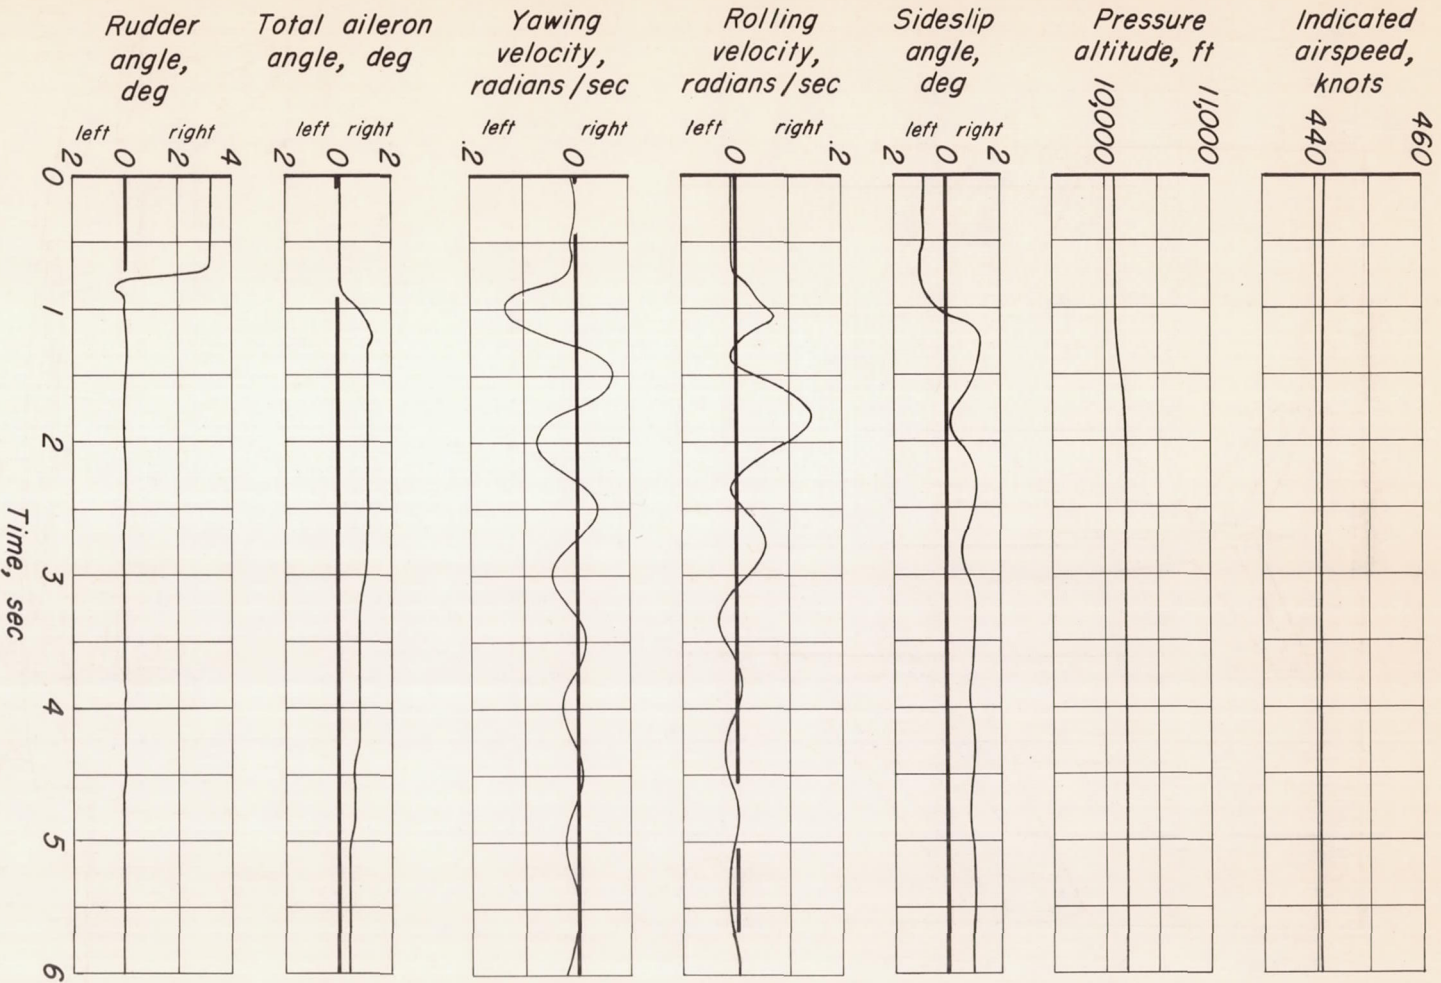 Rudder
angle,
deg
left right
2 0 2 4
Total aileron
angle, deg
left right
2 0 2
Yawing
velocity,
radians/sec
left right
.2 0
Rolling
velocity,
radians/sec
left right
0 .2
Sideslip
angle,
deg
left right
2 0 2
Pressure
altitude, ft
10,000 11,000
Indicated
airspeed,
knots
440 460
0
1
2
3
4
5
6
Time, sec